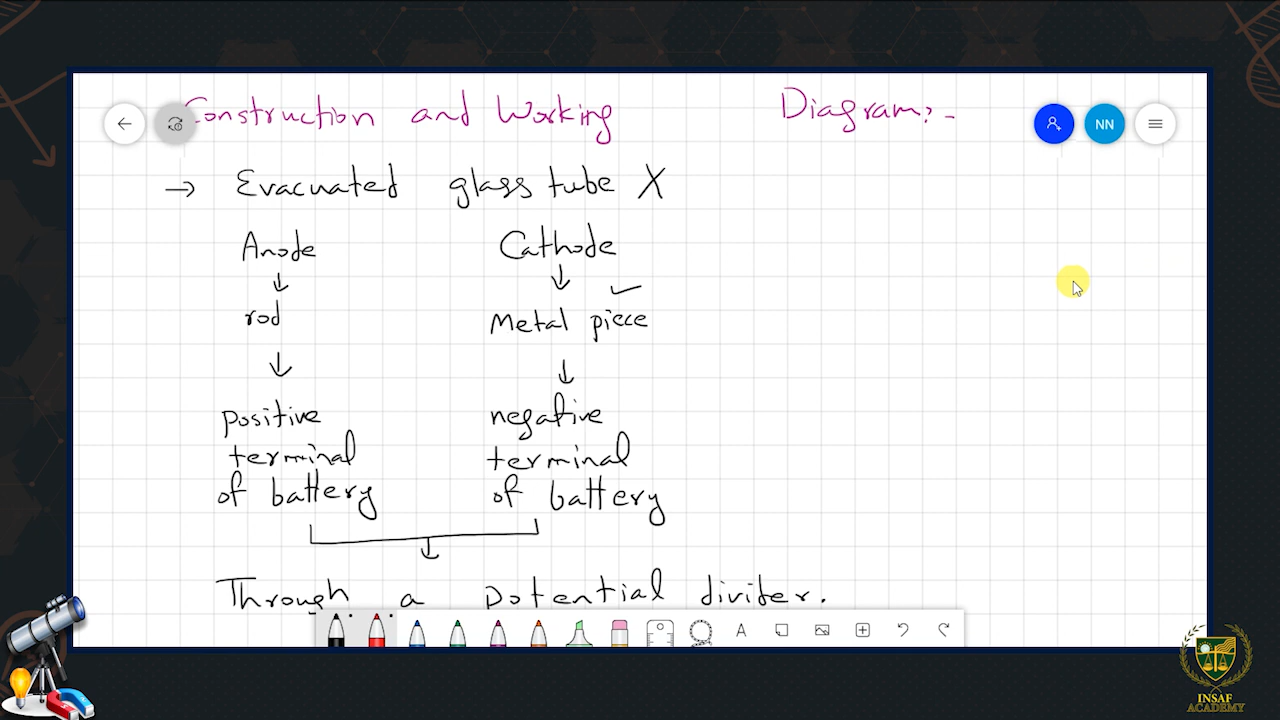 Construction and Working
Diagram:-
NN
→ Evacuated glass tube X
Anode
Cathode
↓
↓
rod
Metal piece ✓
↓
↓
positive
negative
terminal
terminal
of battery
of battery
↓
Through a potential divider.
A
INSAF
ACADEMY